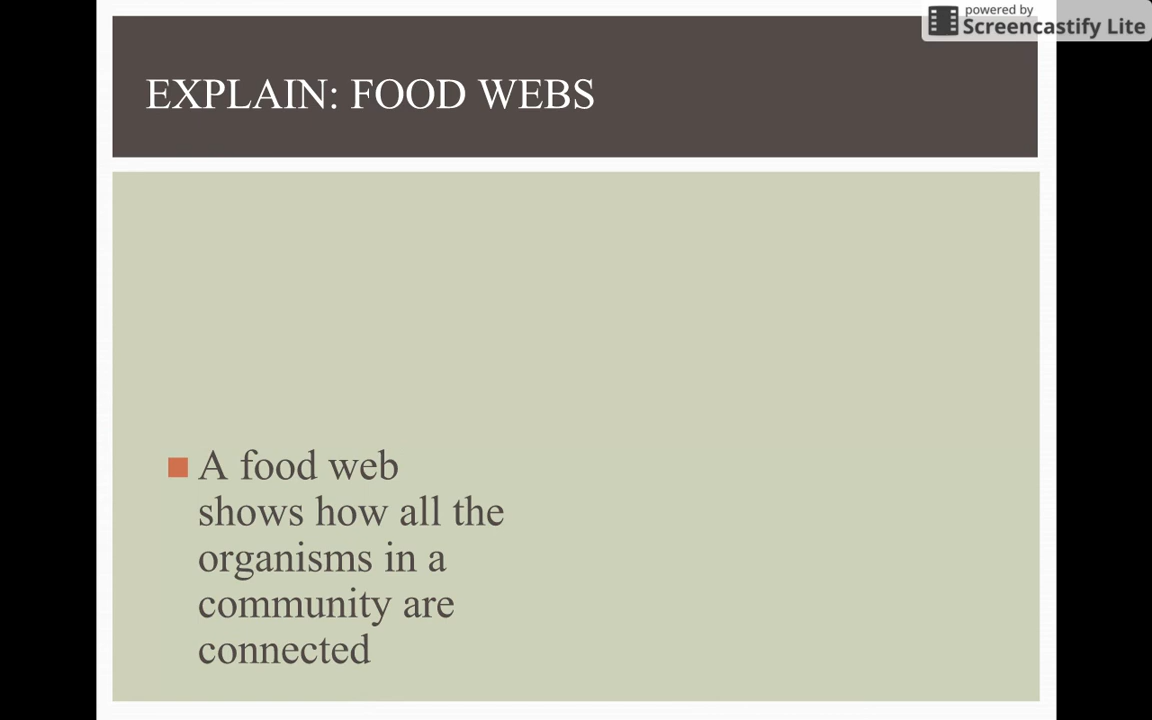 powered by
Screencastify Lite
EXPLAIN: FOOD WEBS
A food web
shows how all the
organisms in a
community are
connected